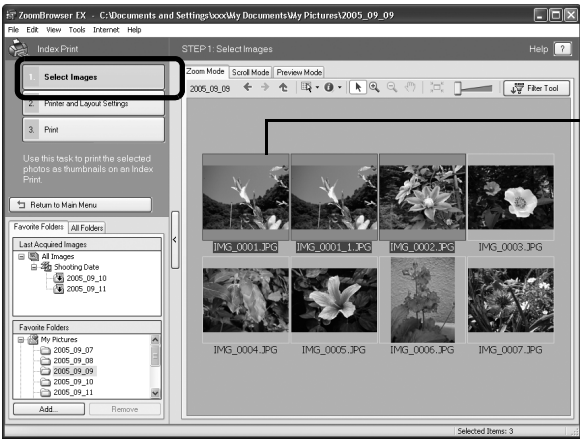 ZoomBrowser EX - C:\Documents and Settings\xxx\My Documents\My Pictures\2005_09_09
File Edit View Tools Internet Help
Index Print
STEP 1: Select Images
Help ?
1. Select Images
2. Printer and Layout Settings
3. Print
Use this task to print the selected
photos as thumbnails on an Index
Print.
Return to Main Menu
Favorite Folders All Folders
Last Acquired Images
All Images
Shooting Date
2005_09_10
2005_09_11
Favorite Folders
My Pictures
2005_09_07
2005_09_08
2005_09_09
2005_09_10
2005_09_11
Add... Remove
Zoom Mode Scroll Mode Preview Mode
2005_09_09
Filter Tool
IMG_0001.JPG IMG_0001_1.JPG IMG_0002.JPG IMG_0003.JPG
IMG_0004.JPG IMG_0005.JPG IMG_0006.JPG IMG_0007.JPG
Selected Items: 3